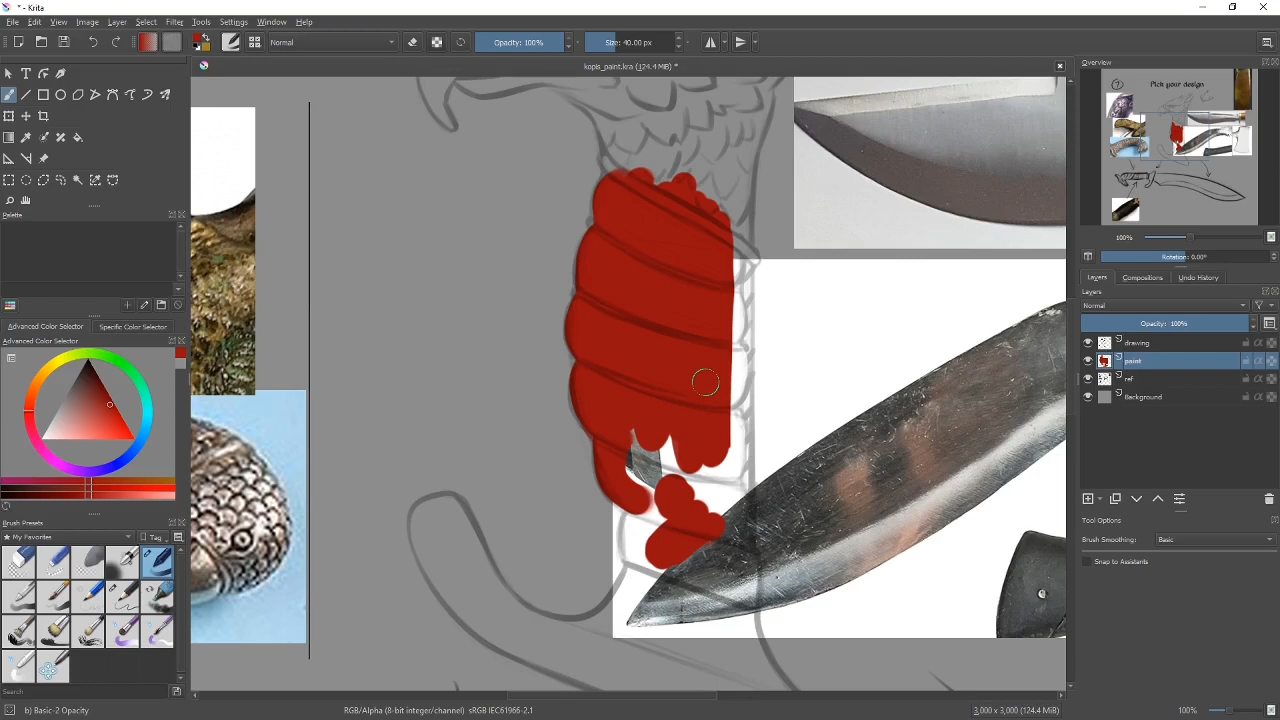 * - Krita
File Edit View Image Layer Select Filter Tools Settings Window Help
Normal Opacity: 100% Size: 40.00 px
kopis_paint.kra (124.4 MiB) *
Overview
Pick your design
100%
Rotation: 0.00°
Palette
Layers Compositions Undo History
Layers
Normal
Opacity: 100%
drawing
paint
ref
Background
Advanced Color Selector Specific Color Selector
Advanced Color Selector
Tool Options
Brush Smoothing: Basic
Snap to Assistants
Brush Presets
My Favorites Tag
Search
b) Basic-2 Opacity RGB/Alpha (8-bit integer/channel) sRGB IEC61966-2.1 3,000 x 3,000 (124.4 MiB) 100%